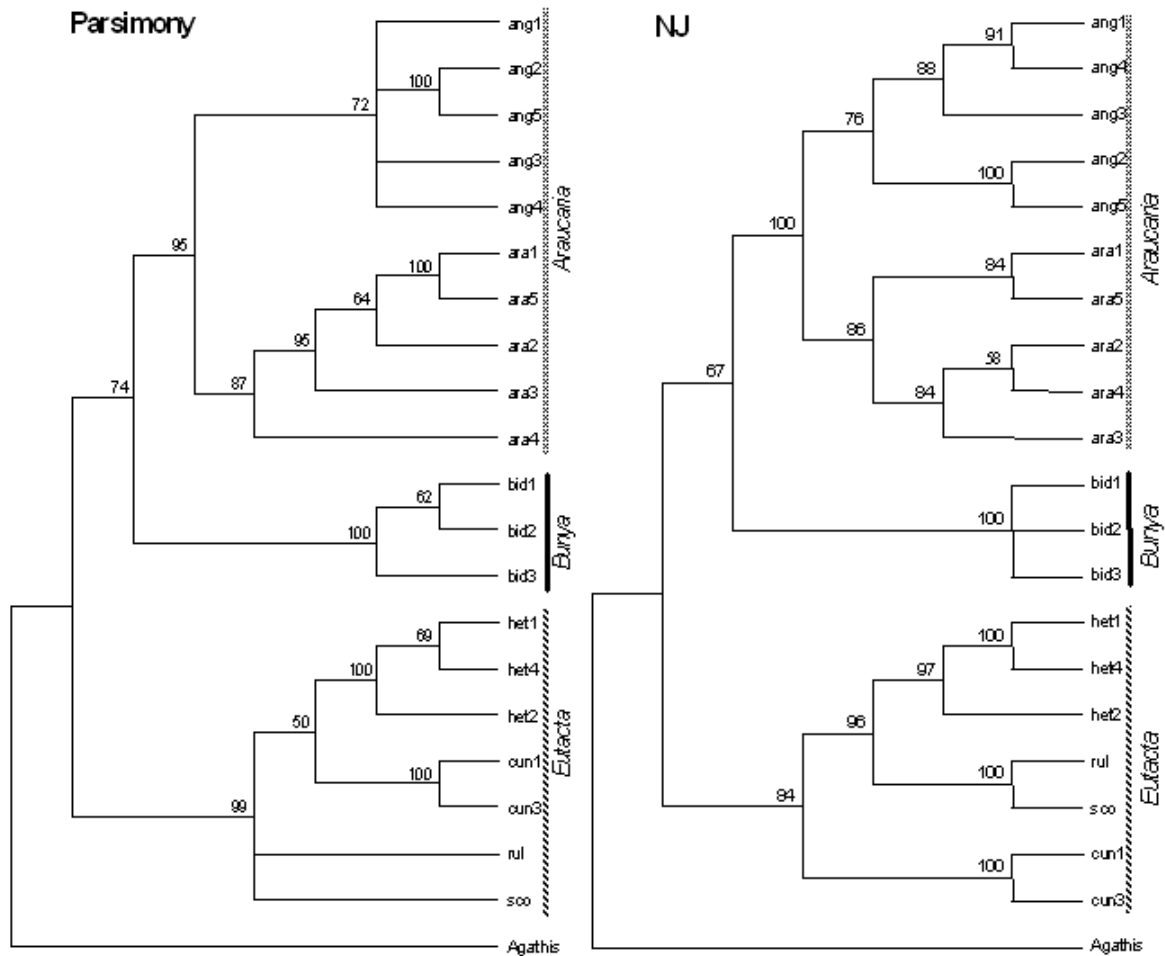 Parsimony
ang1
ang2
100
72
ang5
ang3
ang4
Araucaria
95
ara1
100
ara5
64
ara2
95
ara3
87
ara4
74
bid1
62
bid2
100
bid3
Bunya
het1
69
het4
100
het2
50
cun1
100
cun3
99
rul
sco
Eutacta
Agathis
NJ
ang1
91
ang4
88
ang3
76
ang2
100
ang5
100
Araucaria
ara1
84
ara5
86
ara2
58
ara4
84
ara3
67
bid1
100
bid2
bid3
Bunya
het1
100
het4
97
het2
96
rul
100
sco
84
cun1
100
cun3
Eutacta
Agathis